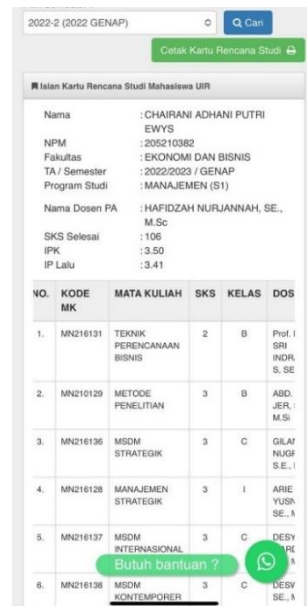 2022-2 (2022 GENAP)
Cari
Cetak Kartu Rencana Studi
Isian Kartu Rencana Studi Mahasiswa UIR
Nama : CHAIRANI ADHANI PUTRI
EWYS
NPM : 205210382
Fakultas : EKONOMI DAN BISNIS
TA / Semester : 2022/2023 / GENAP
Program Studi : MANAJEMEN (S1)
Nama Dosen PA : HAFIDZAH NURJANNAH, SE.,
M.Sc
SKS Selesai : 106
IPK : 3.50
IP Lalu : 3.41
NO. KODE MATA KULIAH SKS KELAS DOS
MK
1. MN216131 TEKNIK 2 B Prof.
PERENCANAAN SRI
BISNIS INDR
S, SE
2. MN210129 METODE 3 B ABD.
PENELITIAN JER,
M.Si
3. MN216136 MSDM 3 C GILA
STRATEGIK NUGF
S.E.,
4. MN216128 MANAJEMEN 3 I ARIE
STRATEGIK YUSN
SE.,
5. MN216137 MSDM 3 C DESY
INTERNASIONAL
Butuh bantuan ?
6. MN216138 MSDM 3 C DESY
KONTEMPORER SE.,